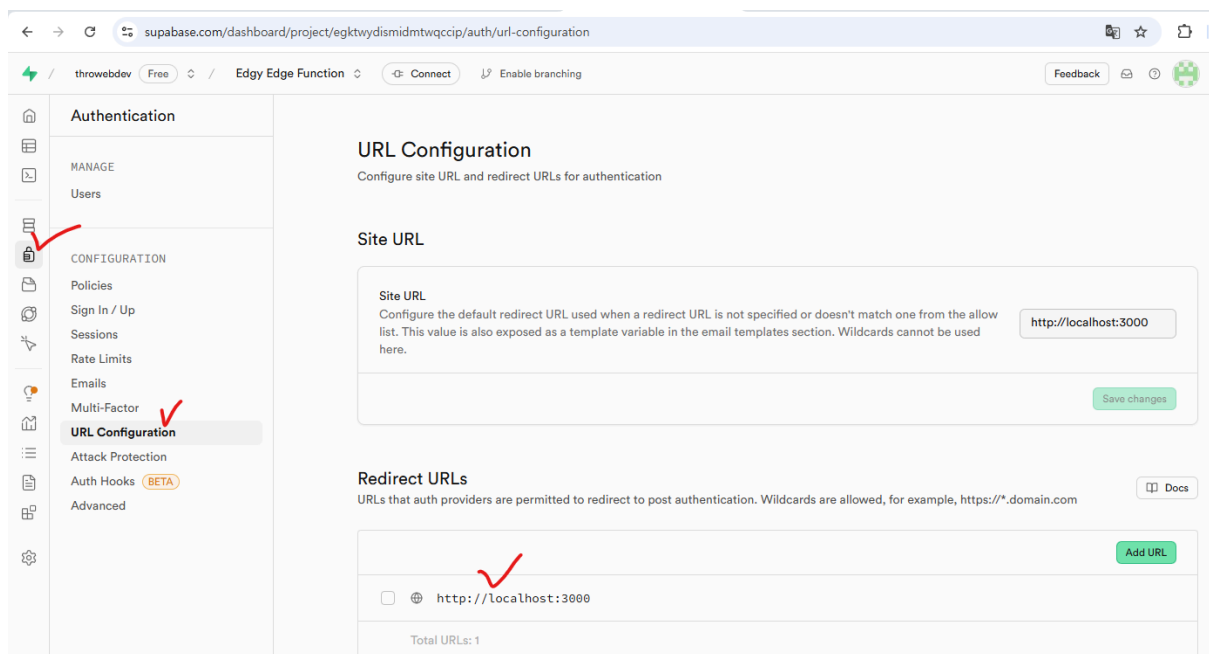 supabase.com/dashboard/project/egktwydismidmtwqccip/auth/url-configuration
/ throwebdev Free / Edgy Edge Function Connect Enable branching Feedback
Authentication
MANAGE
Users
CONFIGURATION
Policies
Sign In / Up
Sessions
Rate Limits
Emails
Multi-Factor
URL Configuration
Attack Protection
Auth Hooks BETA
Advanced
URL Configuration
Configure site URL and redirect URLs for authentication
Site URL
Site URL
Configure the default redirect URL used when a redirect URL is not specified or doesn't match one from the allow
list. This value is also exposed as a template variable in the email templates section. Wildcards cannot be used
here.
http://localhost:3000
Save changes
Redirect URLs
URLs that auth providers are permitted to redirect to post authentication. Wildcards are allowed, for example, https://*.domain.com
Docs
Add URL
http://localhost:3000
Total URLs: 1